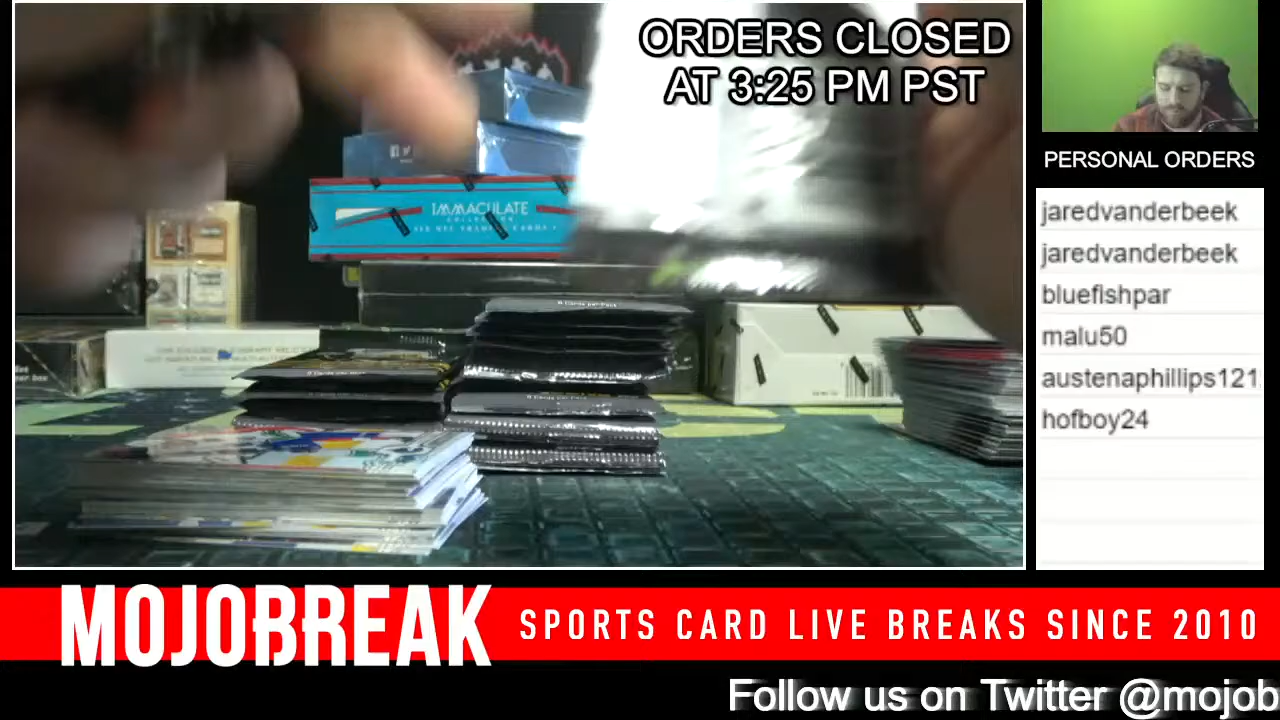 ORDERS CLOSED
AT 3:25 PM PST
PERSONAL ORDERS
jaredvanderbeek
jaredvanderbeek
bluefishpar
malu50
austenaphillips121
hofboy24
IMMACULATE
COLLECTION
MOJOBREAK
SPORTS CARD LIVE BREAKS SINCE 2010
Follow us on Twitter @mojob